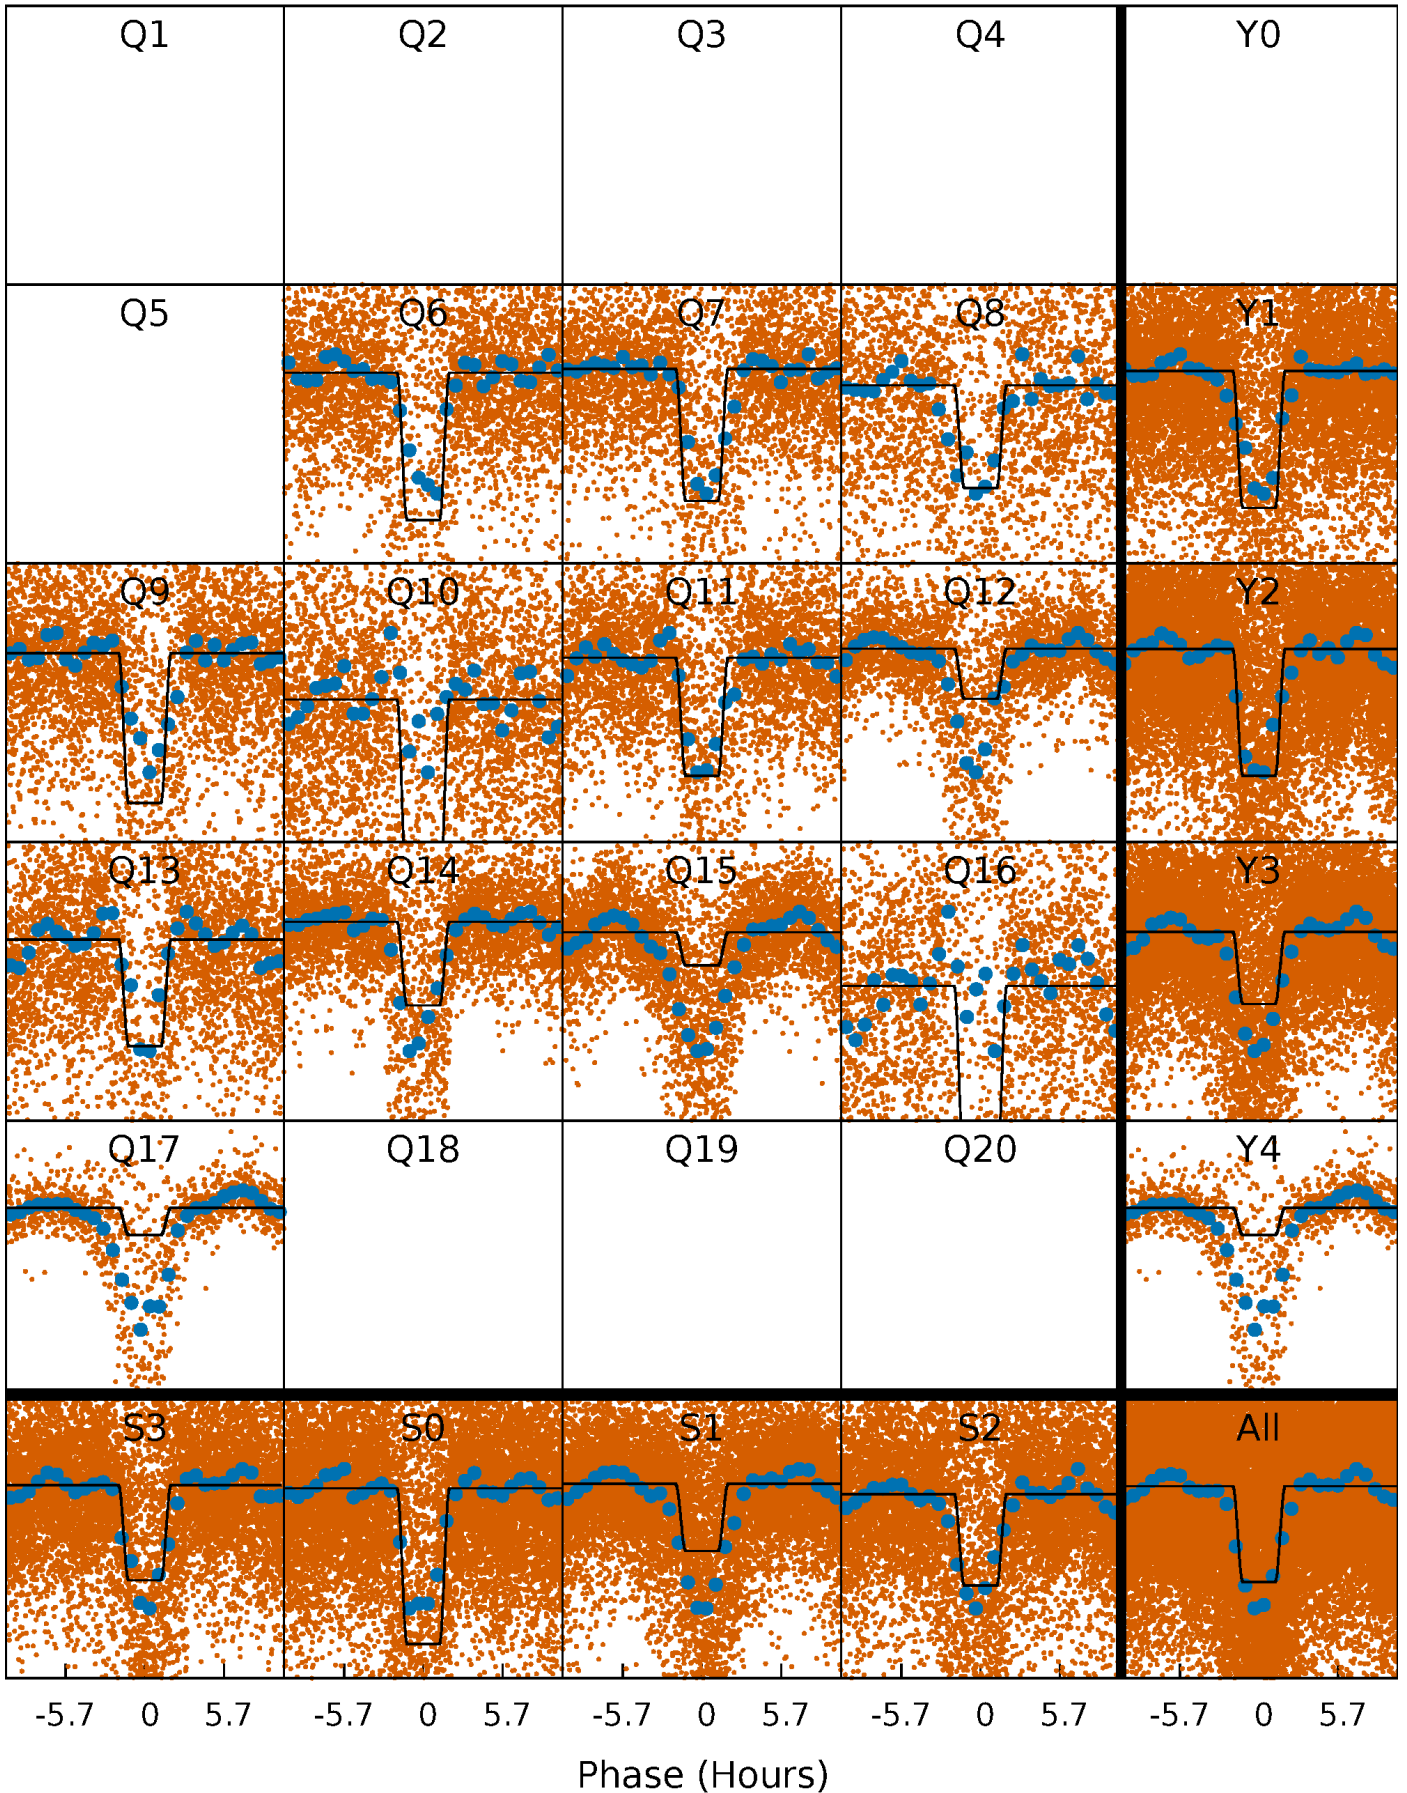 Q1 Q2 Q3 Q4 Y0
Q5 Q6 Q7 Q8 Y1
Q9 Q10 Q11 Q12 Y2
Q13 Q14 Q15 Q16 Y3
Q17 Q18 Q19 Q20 Y4
S3 S0 S1 S2 All
-5.7 0 5.7 -5.7 0 5.7 -5.7 0 5.7 -5.7 0 5.7 -5.7 0 5.7
Phase (Hours)